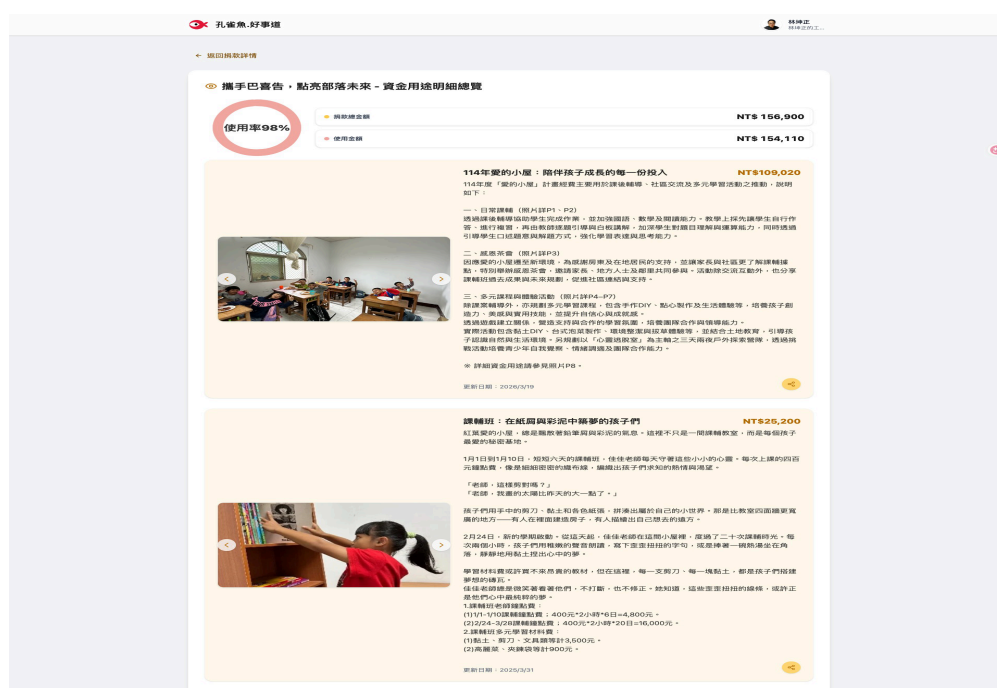 孔雀魚.好事道
林坤正
林坤正的工...
← 返回捐款詳情
攜手巴喜告，點亮部落未來 - 資金用途明細總覽
使用率98%
捐款總金額
NT$ 156,900
使用金額
NT$ 154,110
114年愛的小屋：陪伴孩子成長的每一份投入
NT$109,020
114年度「愛的小屋」計畫經費主要用於課後輔導、社區交流及多元學習活動之推動，說明
如下：
一、日常課輔（照片詳P1、P2）
透過課後輔導協助學生完成作業，並加強國語、數學及閱讀能力。教學上採先讓學生自行作
答、進行複習，再由教師逐題引導與白板講解，加深學生對題目理解與運算能力，同時透過
引導學生口述題意與解題方式，強化學習表達與思考能力。
二、感恩茶會（照片詳P3）
因應愛的小屋遷至新環境，為感謝房東及在地居民的支持，並讓家長與社區更了解課輔據
點，特別舉辦感恩茶會，邀請家長、地方人士及鄰里共同參與。活動除交流互動外，也分享
課輔班過去成果與未來規劃，促進社區連結與支持。
三、多元課程與體驗活動（照片詳P4–P7）
除課業輔導外，亦規劃多元學習課程，包含手作DIY、點心製作及生活體驗等，培養孩子創
造力、美感與實用技能，並提升自信心與成就感。
透過遊戲建立關係，營造支持與合作的學習氛圍，培養團隊合作與領導能力。
實際活動包含黏土DIY、台式泡菜製作、環境整潔與拔草體驗等，並結合土地教育，引導孩
子認識自然與生活環境。另規劃以「心靈逃脫室」為主軸之三天兩夜戶外探索營隊，透過挑
戰活動培養青少年自我覺察、情緒調適及團隊合作能力。
※ 詳細資金用途請參見照片P8。
更新日期：2026/3/19
課輔班：在紙屑與彩泥中築夢的孩子們
NT$25,200
紅葉愛的小屋，總是飄散著鉛筆屑與彩泥的氣息。這裡不只是一間課輔教室，而是每個孩子
最愛的秘密基地。
1月1日到1月10日，短短六天的課輔班，佳佳老師每天守著這些小小的心靈。每次上課的四百
元鐘點費，像是細細密密的織布線，編織出孩子們求知的熱情與渴望。
「老師，這樣剪對嗎？」
「老師，我畫的太陽比昨天的大一點了。」
孩子們用手中的剪刀、黏土和各色紙張，拼湊出屬於自己的小世界。那是比教室四面牆更寬
廣的地方——有人在裡面建造房子，有人描繪出自己想去的遠方。
2月24日，新的學期啟動。從這天起，佳佳老師在這間小屋裡，度過了二十次課輔時光。每
次兩個小時，孩子們用稚嫩的聲音朗讀，寫下歪歪扭扭的字句，或是捧著一碗熱湯坐在角
落，靜靜地用黏土捏出心中的夢。
學習材料費或許買不來昂貴的教材，但在這裡，每一支剪刀、每一塊黏土，都是孩子們搭建
夢想的磚瓦。
佳佳老師總是微笑著看著他們，不打斷，也不修正。她知道，這些歪歪扭扭的線條，或許正
是他們心中最純粹的夢。
1.課輔班老師鐘點費：
(1)1/1-1/10課輔鐘點費；400元*2小時*6日=4,800元。
(2)2/24-3/28課輔鐘點費；400元*2小時*20日=16,000元。
2.課輔班多元學習材料費：
(1)黏土、剪刀、文具類等計3,500元。
(2)高麗菜、夾鍊袋等計900元。
更新日期：2025/3/31